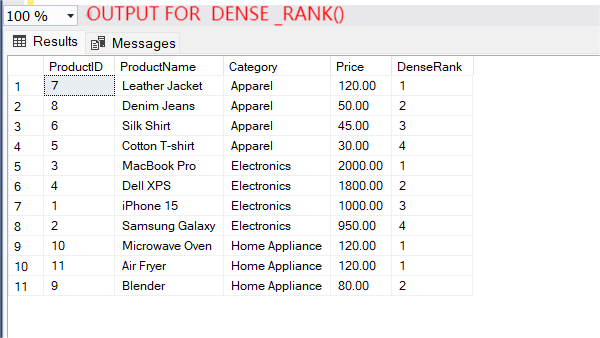 100 % OUTPUT FOR DENSE _RANK()
Results Messages
ProductID ProductName Category Price DenseRank
1 7 Leather Jacket Apparel 120.00 1
2 8 Denim Jeans Apparel 50.00 2
3 6 Silk Shirt Apparel 45.00 3
4 5 Cotton T-shirt Apparel 30.00 4
5 3 MacBook Pro Electronics 2000.00 1
6 4 Dell XPS Electronics 1800.00 2
7 1 iPhone 15 Electronics 1000.00 3
8 2 Samsung Galaxy Electronics 950.00 4
9 10 Microwave Oven Home Appliance 120.00 1
10 11 Air Fryer Home Appliance 120.00 1
11 9 Blender Home Appliance 80.00 2